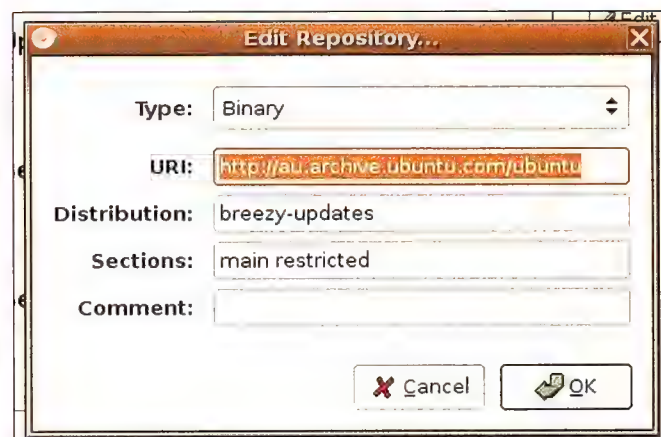 Edit
Edit Repository...
Type: Binary
URI: http://au.archive.ubuntu.com/ubuntu
Distribution: breezy-updates
Sections: main restricted
Comment:
Cancel OK